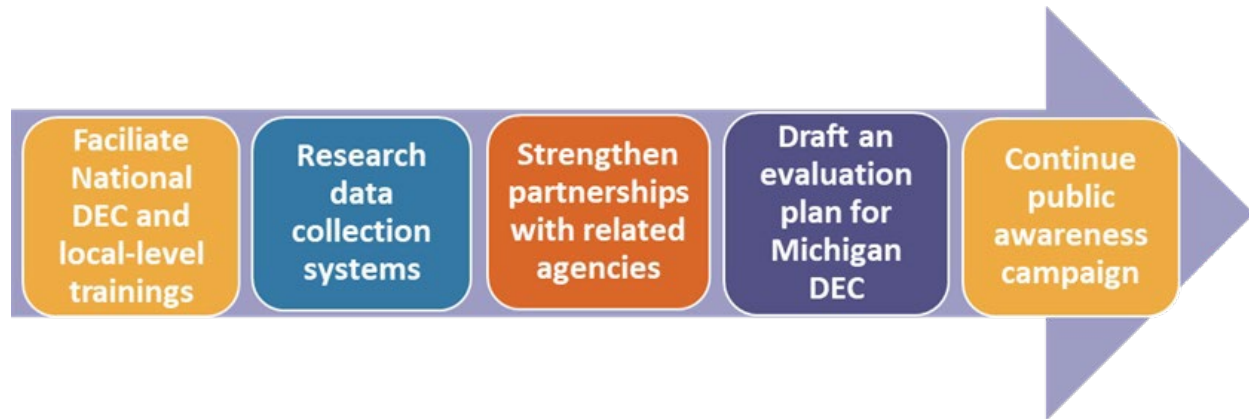 Faciliate
National
DEC and
local-level
trainings
Research
data
collection
systems
Strengthen
partnerships
with related
agencies
Draft an
evaluation
plan for
Michigan
DEC
Continue
public
awareness
campaign